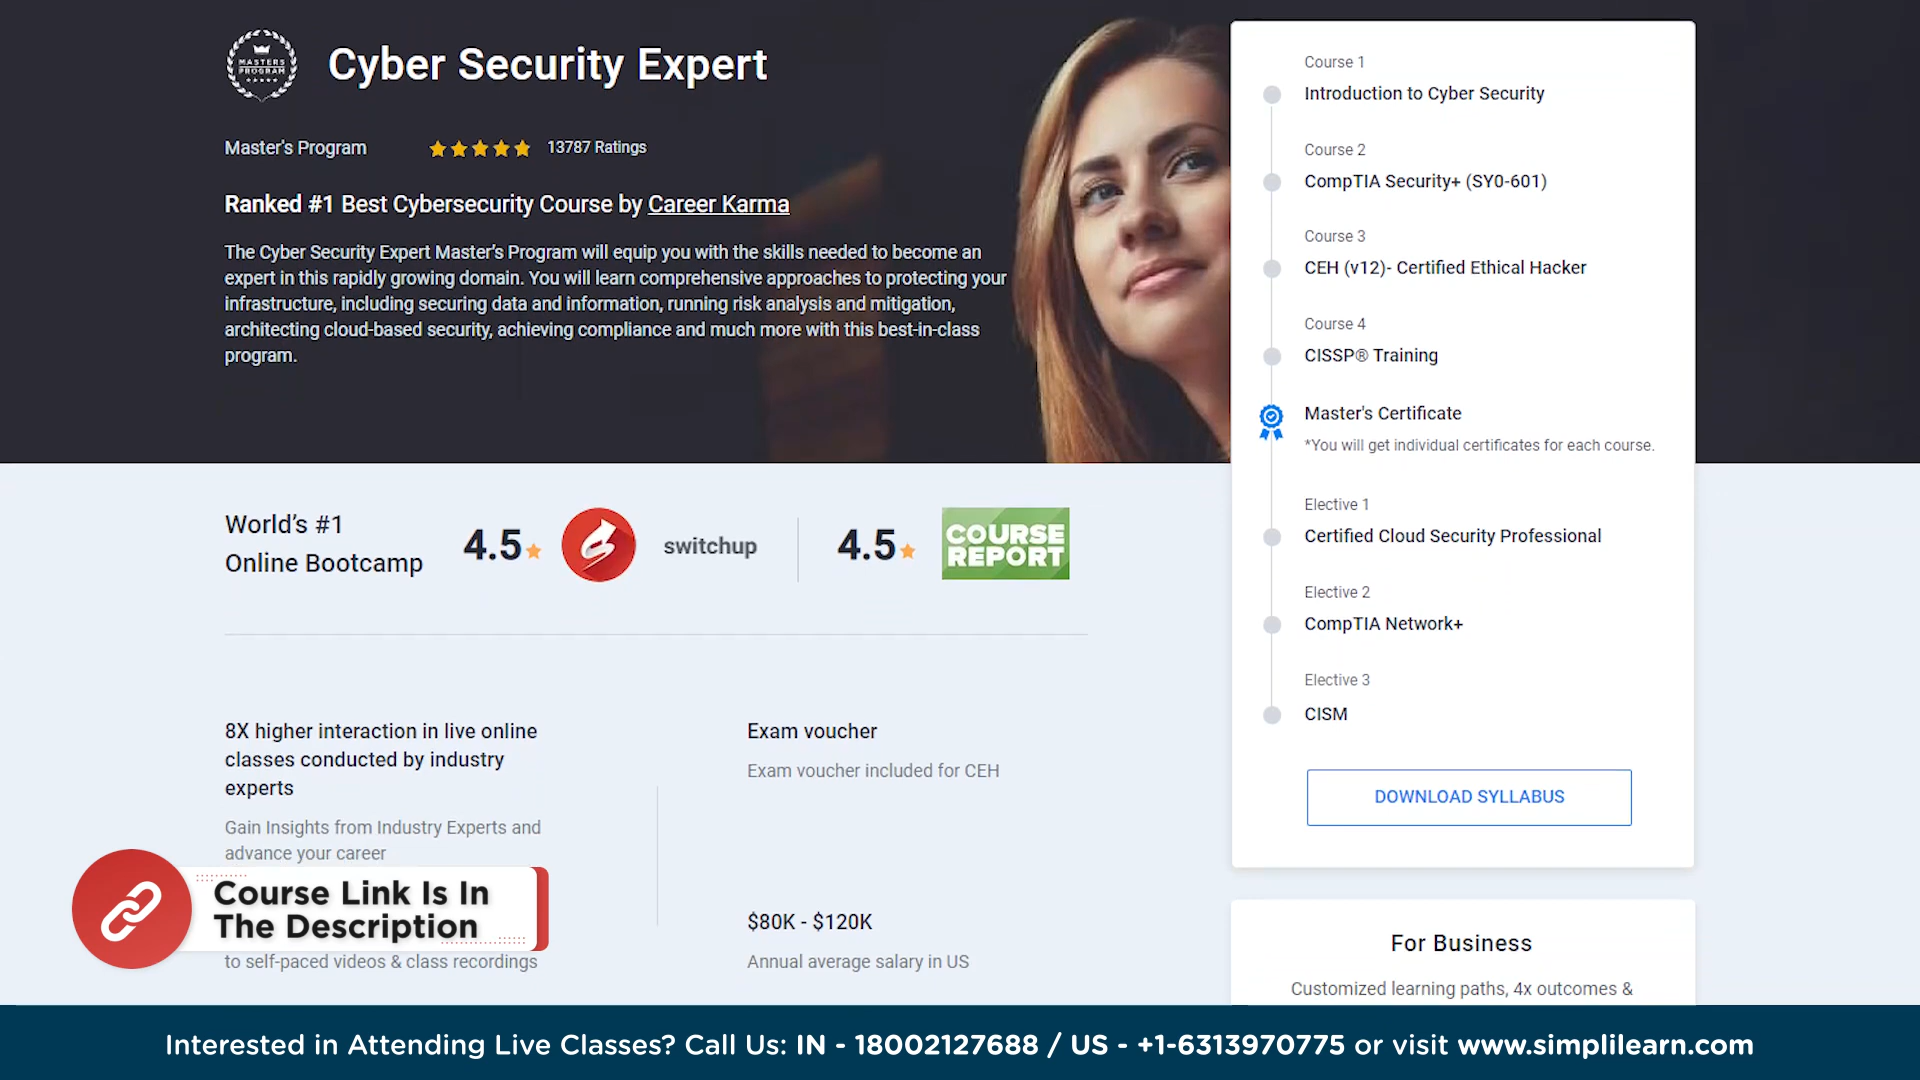 MASTERS
PROGRAM
Cyber Security Expert
Master's Program
13787 Ratings
Ranked #1 Best Cybersecurity Course by Career Karma
The Cyber Security Expert Master’s Program will equip you with the skills needed to become an
expert in this rapidly growing domain. You will learn comprehensive approaches to protecting your
infrastructure, including securing data and information, running risk analysis and mitigation,
architecting cloud-based security, achieving compliance and much more with this best-in-class
program.
World’s #1
Online Bootcamp
4.5
switchup
4.5
COURSE
REPORT
8X higher interaction in live online
classes conducted by industry
experts
Gain Insights from Industry Experts and
advance your career
Exam voucher
Exam voucher included for CEH
Course Link Is In
The Description
to self-paced videos & class recordings
$80K - $120K
Annual average salary in US
Course 1
Introduction to Cyber Security
Course 2
CompTIA Security+ (SY0-601)
Course 3
CEH (v12)- Certified Ethical Hacker
Course 4
CISSP® Training
Master's Certificate
*You will get individual certificates for each course.
Elective 1
Certified Cloud Security Professional
Elective 2
CompTIA Network+
Elective 3
CISM
DOWNLOAD SYLLABUS
For Business
Customized learning paths, 4x outcomes &
Interested in Attending Live Classes? Call Us: IN - 18002127688 / US - +1-6313970775 or visit www.simplilearn.com